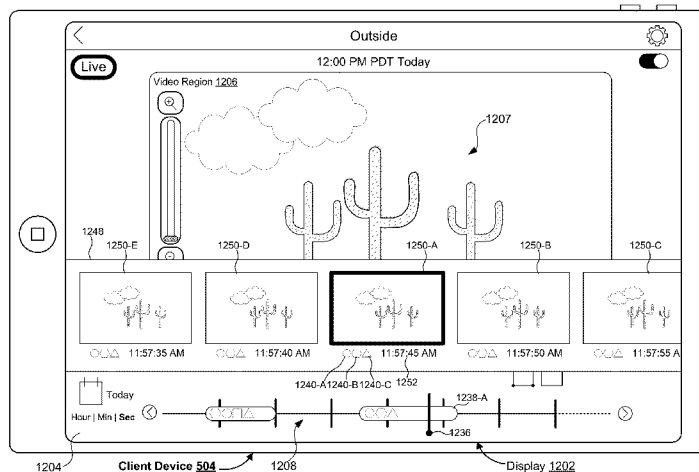 Outside
Live
12:00 PM PDT Today
Video Region 1206
1207
1248
1250-E
1250-D
1250-A
1250-B
1250-C
11:57:35 AM
11:57:40 AM
11:57:45 AM
11:57:50 AM
11:57:55 A
1240-A
1240-B
1240-C
1252
Today
Hour | Min | Sec
1238-A
1236
1204
Client Device 504
1208
Display 1202